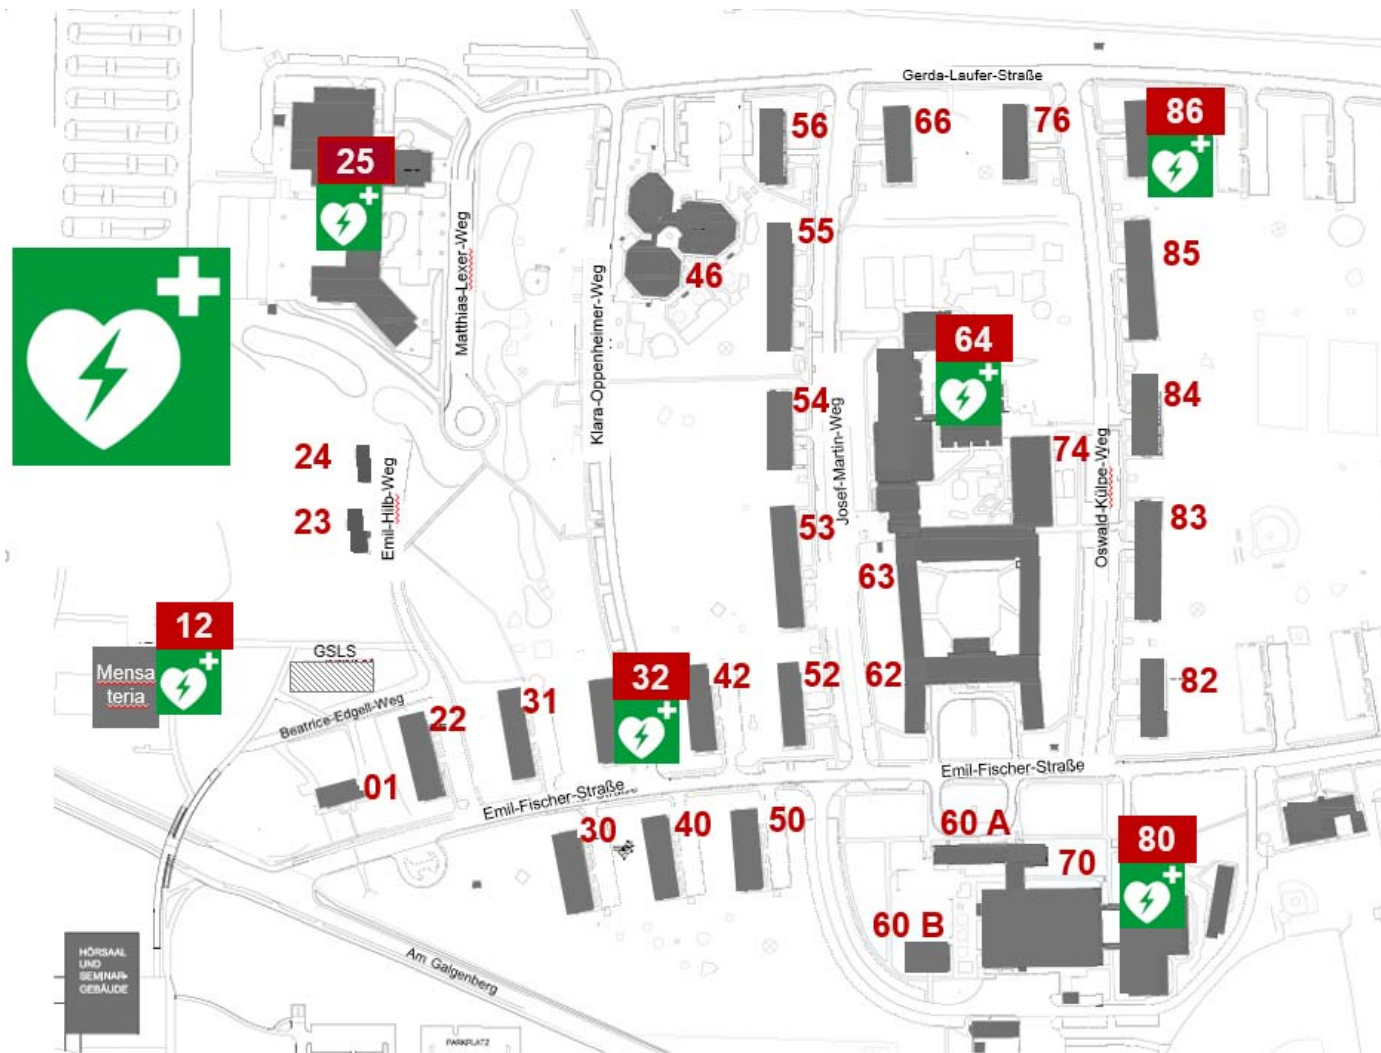 Gerda-Laufer-Straße
86
56
66
76
25
Matthias-Lexer-Weg
55
85
46
Klara-Oppenheimer-Weg
64
54
84
Josef-Martin-Weg
74
Oswald-Külpe-Weg
24
Emil-Hilb-Weg
23
53
83
63
12
Mensa
teria
GSLS
Beatrice-Edgell-Weg
22
31
32
42
52
62
82
01
Emil-Fischer-Straße
Emil-Fischer-Straße
30
40
50
60 A
70
80
60 B
Am Galgenberg
HÖRSAAL
UND
SEMINAR-
GEBÄUDE
PARKPLATZ